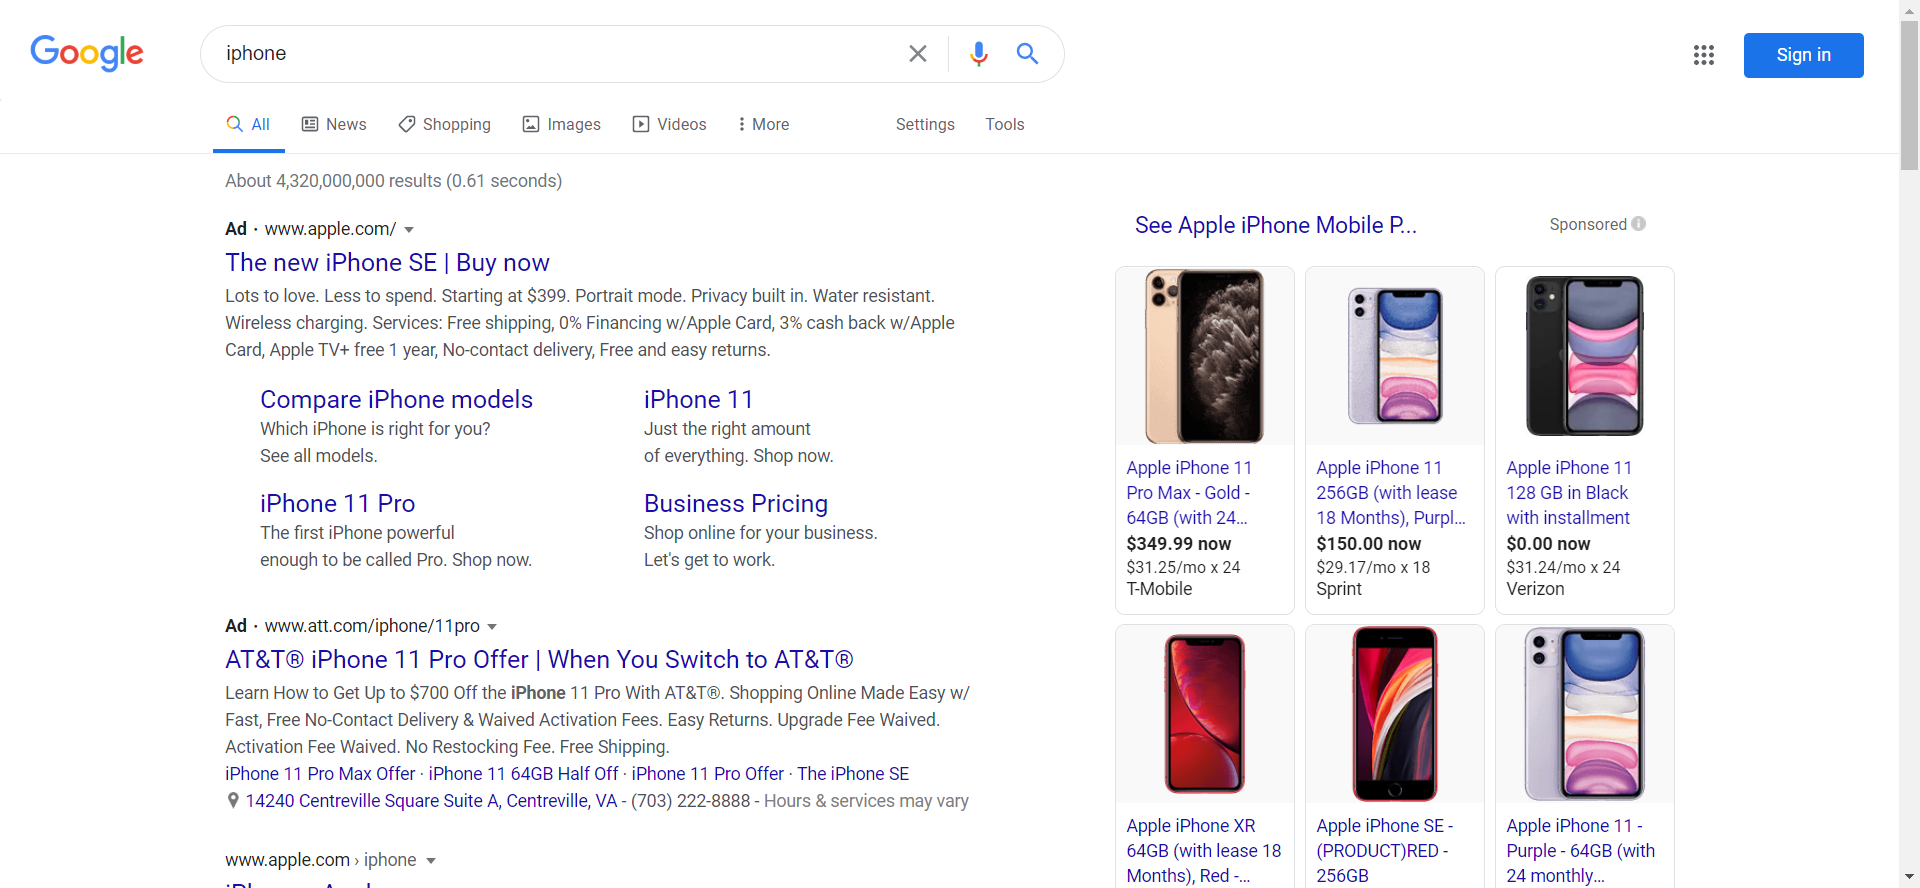 Google
iphone
Sign in
All
News
Shopping
Images
Videos
More
Settings
Tools
About 4,320,000,000 results (0.61 seconds)
Ad · www.apple.com/
The new iPhone SE | Buy now
Lots to love. Less to spend. Starting at $399. Portrait mode. Privacy built in. Water resistant.
Wireless charging. Services: Free shipping, 0% Financing w/Apple Card, 3% cash back w/Apple
Card, Apple TV+ free 1 year, No-contact delivery, Free and easy returns.
Compare iPhone models
Which iPhone is right for you?
See all models.
iPhone 11
Just the right amount
of everything. Shop now.
iPhone 11 Pro
The first iPhone powerful
enough to be called Pro. Shop now.
Business Pricing
Shop online for your business.
Let's get to work.
Ad · www.att.com/iphone/11pro
AT&T® iPhone 11 Pro Offer | When You Switch to AT&T®
Learn How to Get Up to $700 Off the iPhone 11 Pro With AT&T®. Shopping Online Made Easy w/
Fast, Free No-Contact Delivery & Waived Activation Fees. Easy Returns. Upgrade Fee Waived.
Activation Fee Waived. No Restocking Fee. Free Shipping.
iPhone 11 Pro Max Offer · iPhone 11 64GB Half Off · iPhone 11 Pro Offer · The iPhone SE
14240 Centreville Square Suite A, Centreville, VA - (703) 222-8888 - Hours & services may vary
www.apple.com › iphone
See Apple iPhone Mobile P...
Sponsored
Apple iPhone 11
Pro Max - Gold -
64GB (with 24...
$349.99 now
$31.25/mo x 24
T-Mobile
Apple iPhone 11
256GB (with lease
18 Months), Purpl...
$150.00 now
$29.17/mo x 18
Sprint
Apple iPhone 11
128 GB in Black
with installment
$0.00 now
$31.24/mo x 24
Verizon
Apple iPhone XR
64GB (with lease 18
Months), Red -...
Apple iPhone SE -
(PRODUCT)RED -
256GB
Apple iPhone 11 -
Purple - 64GB (with
24 monthly...